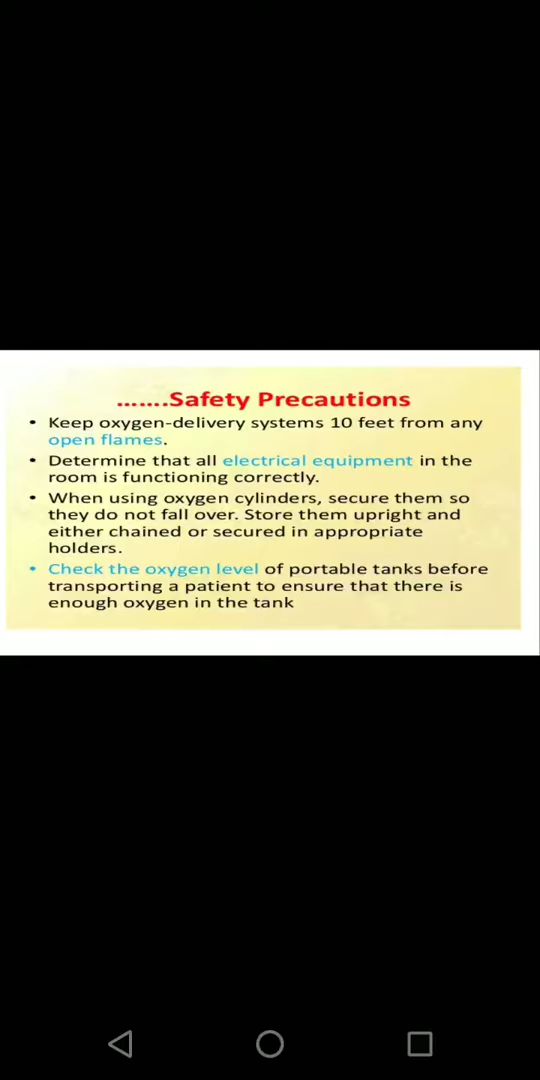 .......Safety Precautions
• Keep oxygen-delivery systems 10 feet from any
open flames.
• Determine that all electrical equipment in the
room is functioning correctly.
• When using oxygen cylinders, secure them so
they do not fall over. Store them upright and
either chained or secured in appropriate
holders.
• Check the oxygen level of portable tanks before
transporting a patient to ensure that there is
enough oxygen in the tank